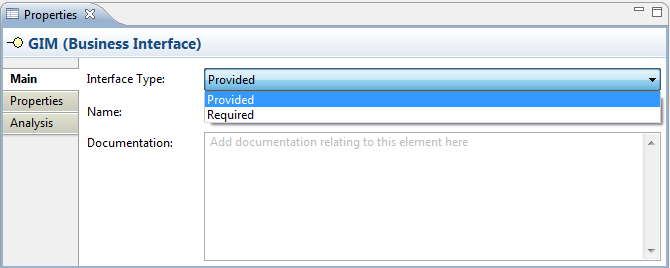 Properties
GIM (Business Interface)
Main
Interface Type:
Provided
Provided
Required
Properties
Name:
Analysis
Documentation:
Add documentation relating to this element here